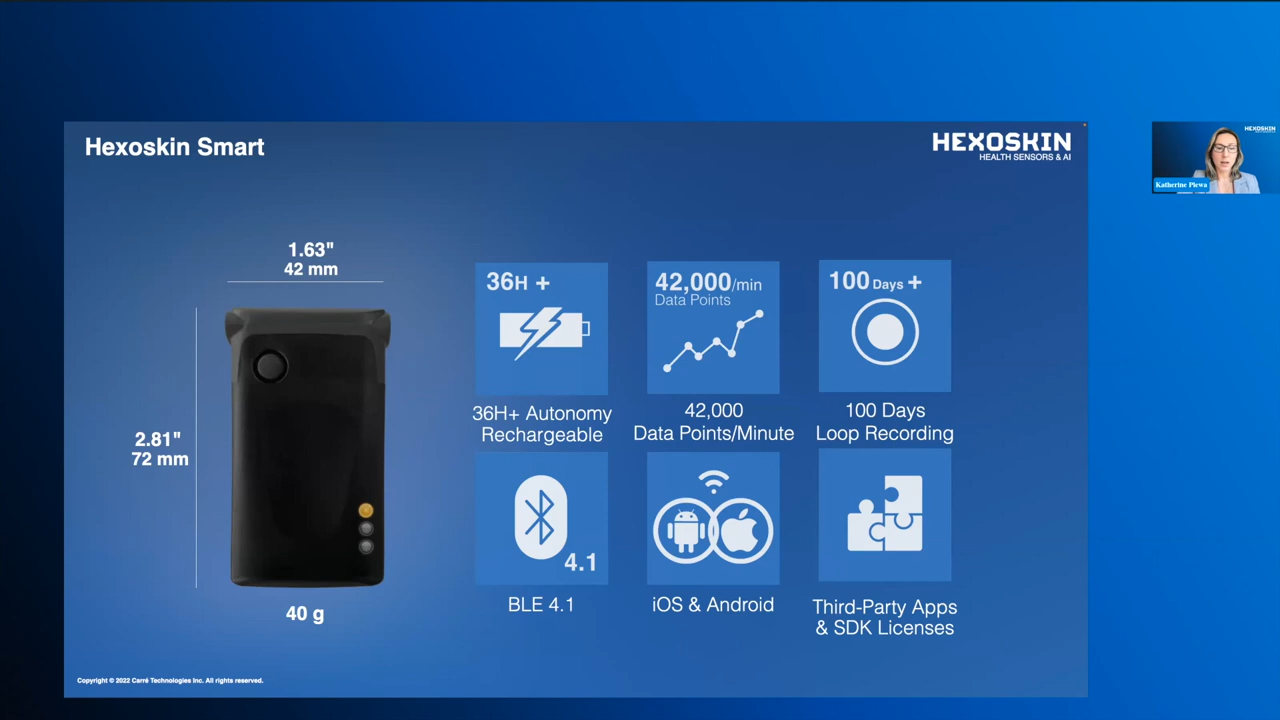 Hexoskin Smart
HEXOSKIN
HEALTH SENSORS & AI
HEXOSKIN
Katherine Plewa
1.63"
42 mm
2.81"
72 mm
40 g
36H +
42,000/min
Data Points
100 Days +
36H+ Autonomy
Rechargeable
42,000
Data Points/Minute
100 Days
Loop Recording
4.1
BLE 4.1
iOS & Android
Third-Party Apps
& SDK Licenses
Copyright © 2022 Carré Technologies Inc. All rights reserved.